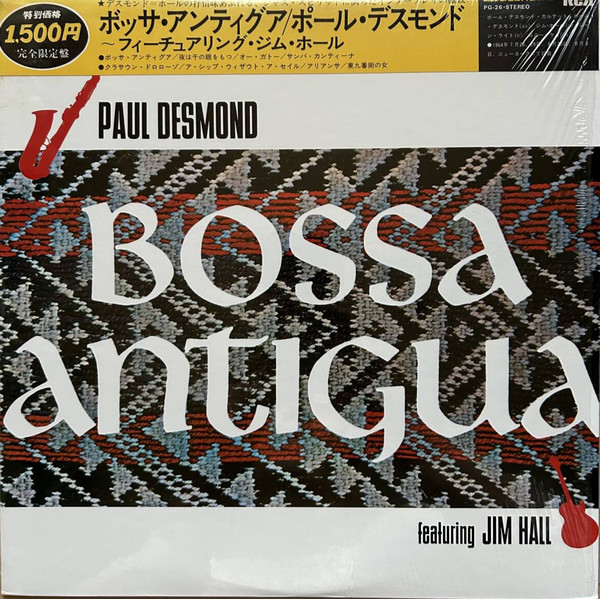 特別価格
1,500円
完全限定盤
ボッサ・アンティグア/ポール・デスモンド
〜フィーチュアリング・ジム・ホール
●ボッサ・アンティグア/夜は千の眼をもつ/オー・ガトー/サンバ・カンティーナ
●クラサウン・ドロローゾ/ア・シップ・ウィザウト・ア・セイル/アリアンサ/東九番街の女
RCA
PG-26・STEREO
PAUL DESMOND
BOSSA
ANTIGUA
featuring JIM HALL